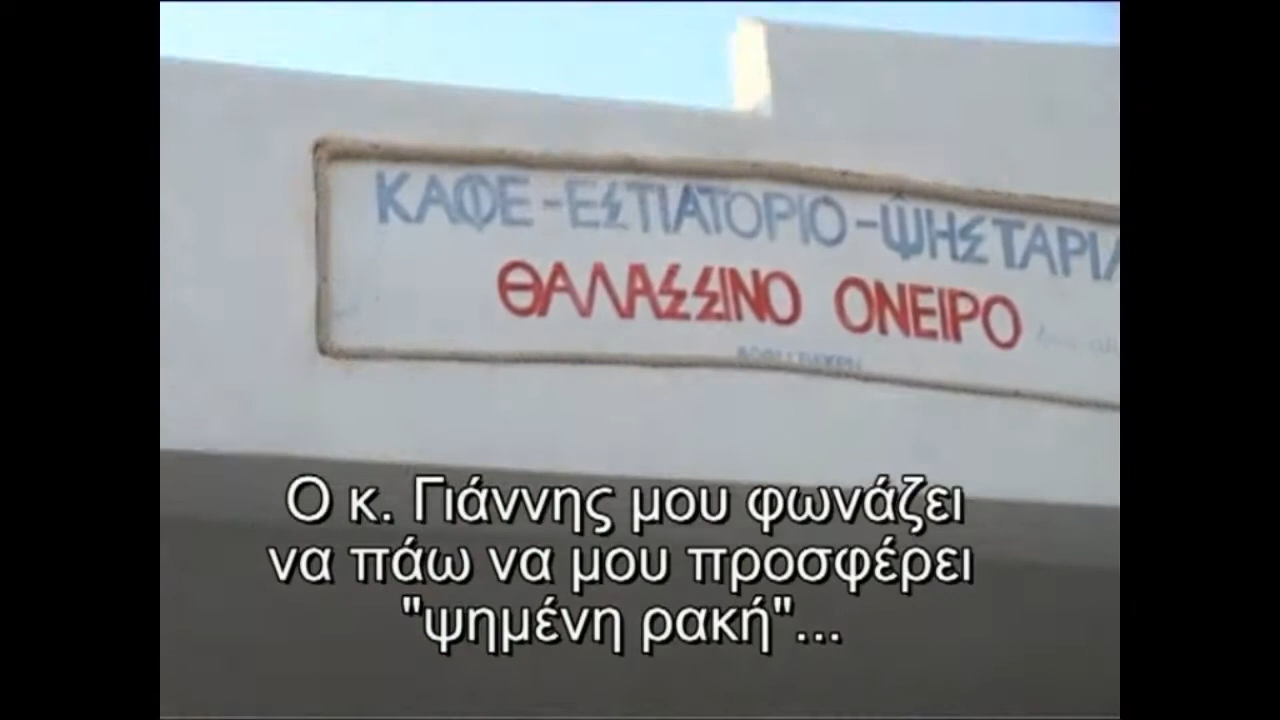 ΚΑΦΕ-ΕΣΤΙΑΤΟΡΙΟ-ΨΗΣΤΑΡΙΑ
ΘΑΛΑΣΣΙΝΟ ΟΝΕΙΡΟ
Ο κ. Γιάννης μου φωνάζει
να πάω να μου προσφέρει
"ψημένη ρακή"...